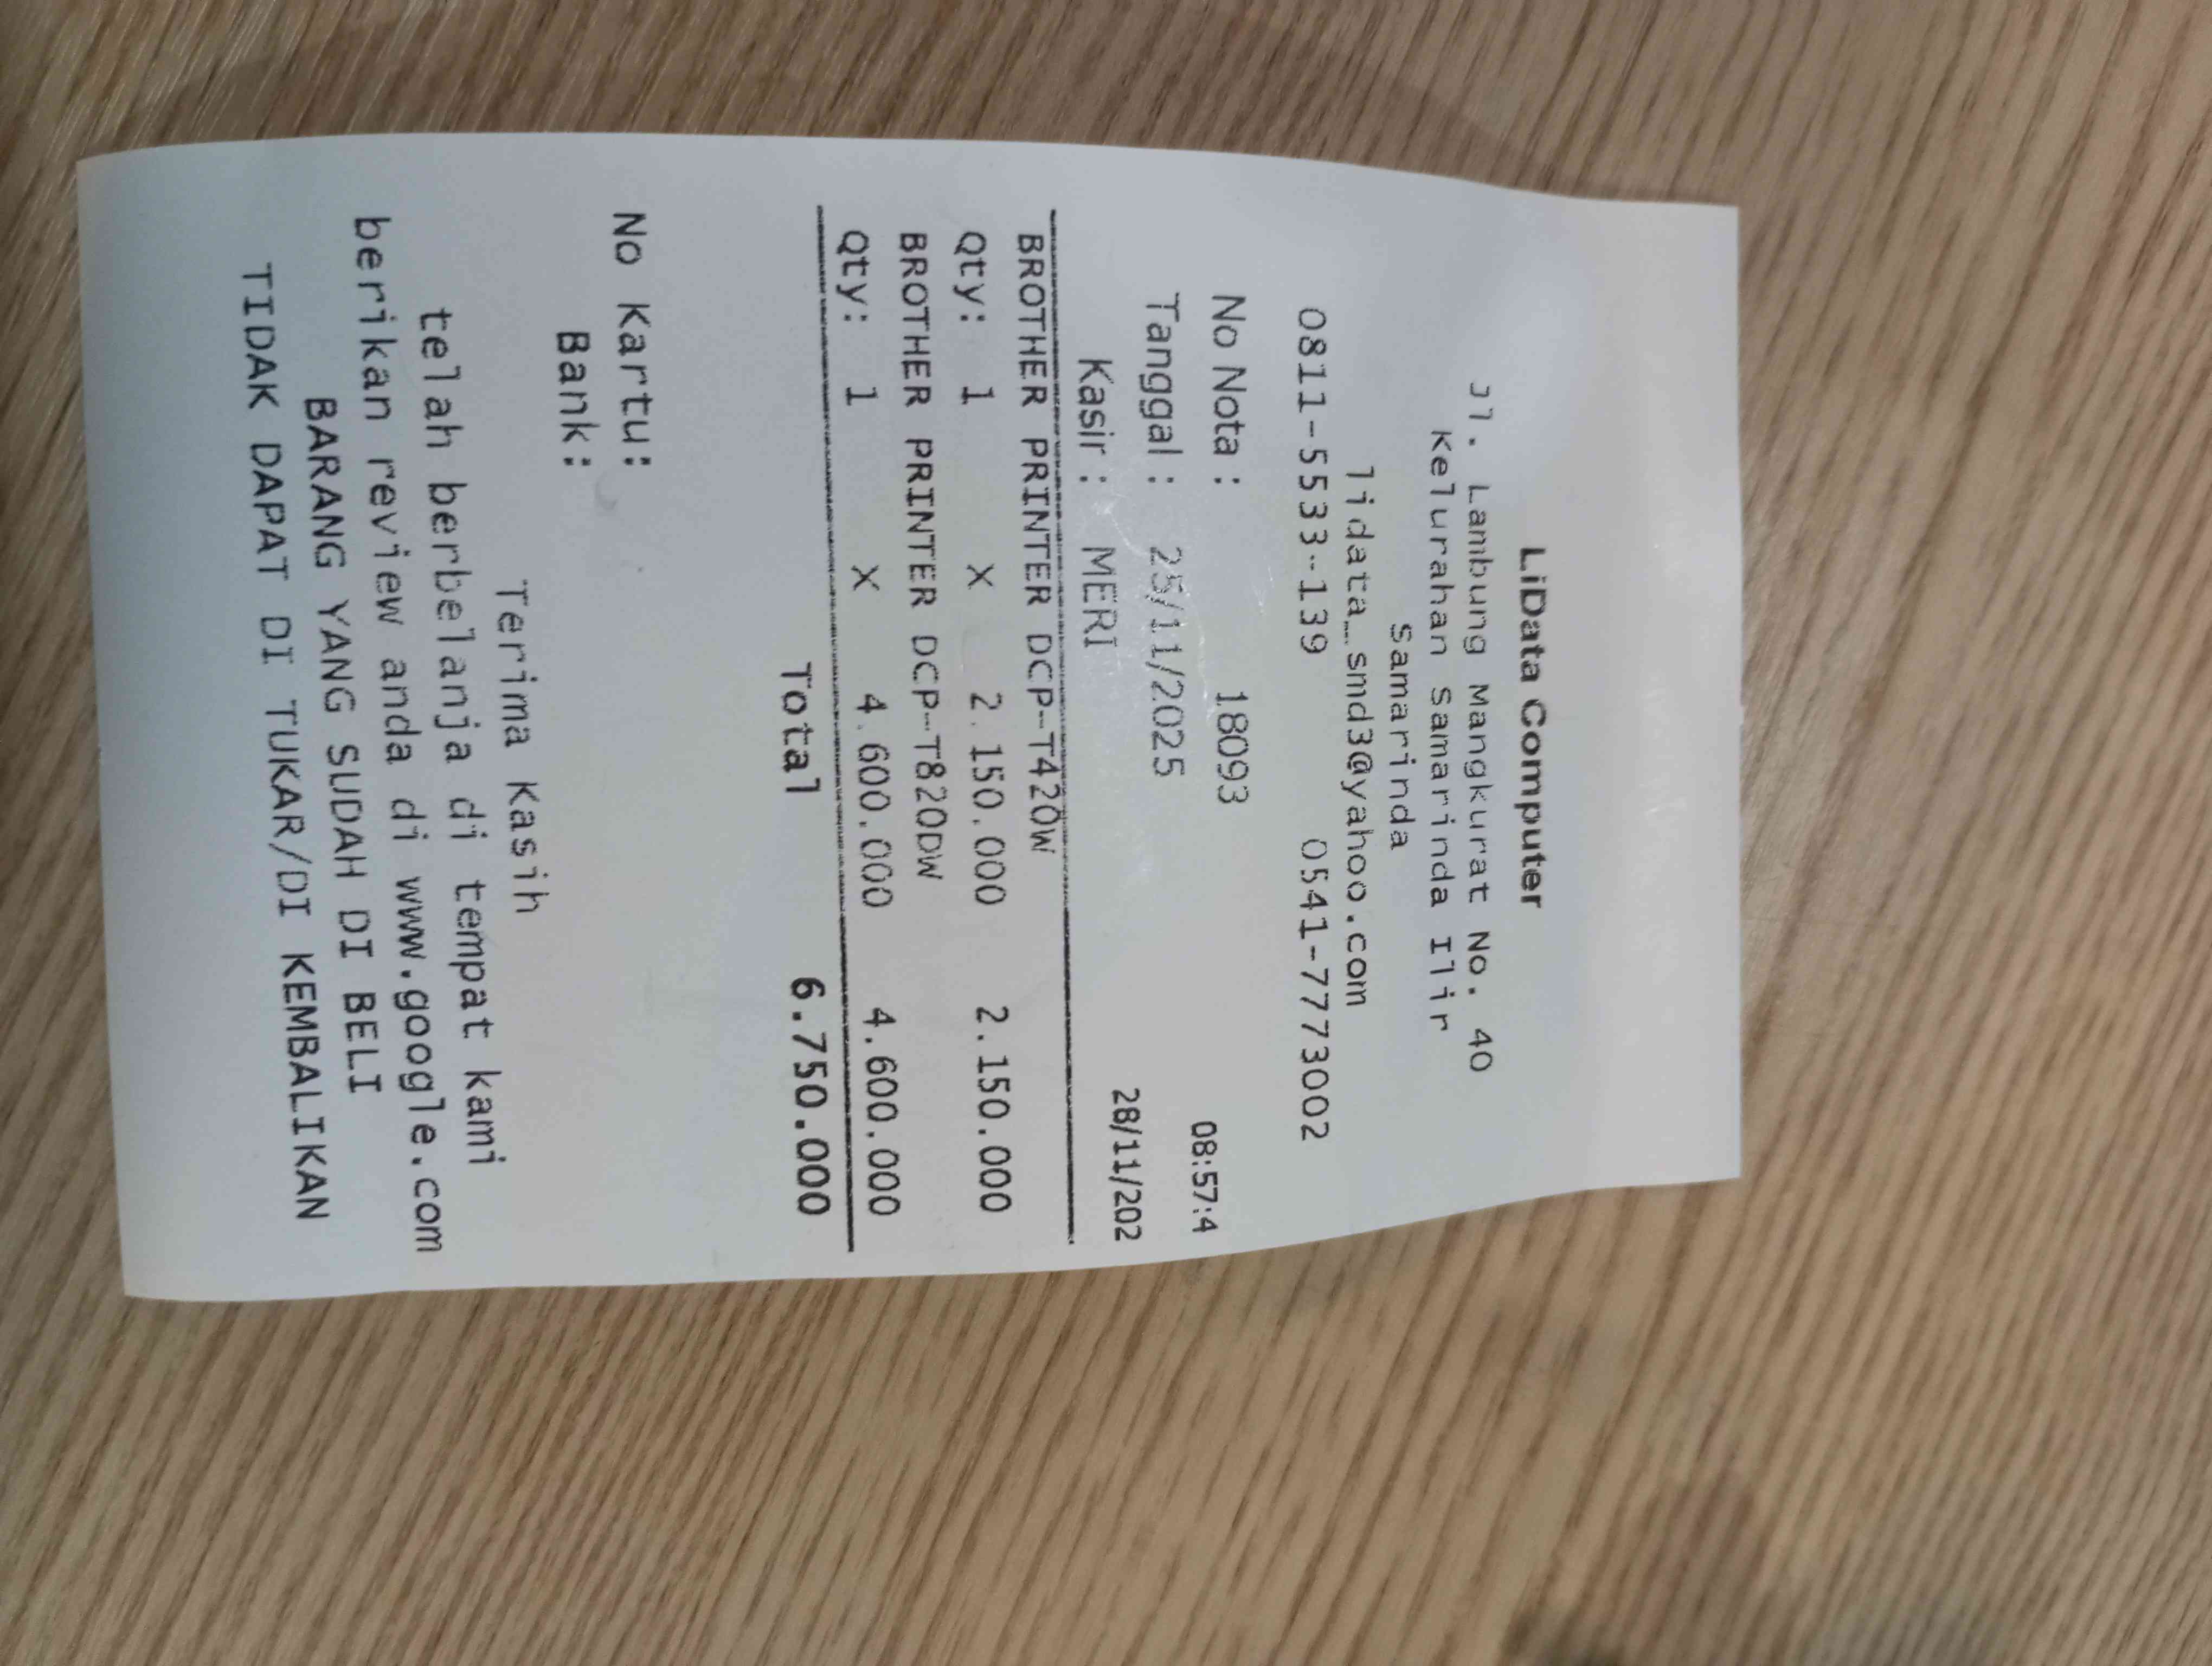 LiData Computer
Jl. Lambung Mangkurat No. 40
Kelurahan Samarinda Ilir
Samarinda
lidata_smd3@yahoo.com
0811-5533-139 0541-7773002
No Nota : 18093 08:57:4
Tanggal : 25/11/2025
Kasir : MERI 28/11/202
BROTHER PRINTER DCP-T420W
Qty: 1 X 2.150.000 2.150.000
BROTHER PRINTER DCP-T820DW
Qty: 1 X 4.600.000 4.600.000
Total 6.750.000
No Kartu:
Bank:
Terima Kasih
telah berbelanja di tempat kami
berikan review anda di www.google.com
BARANG YANG SUDAH DI BELI
TIDAK DAPAT DI TUKAR/DI KEMBALIKAN